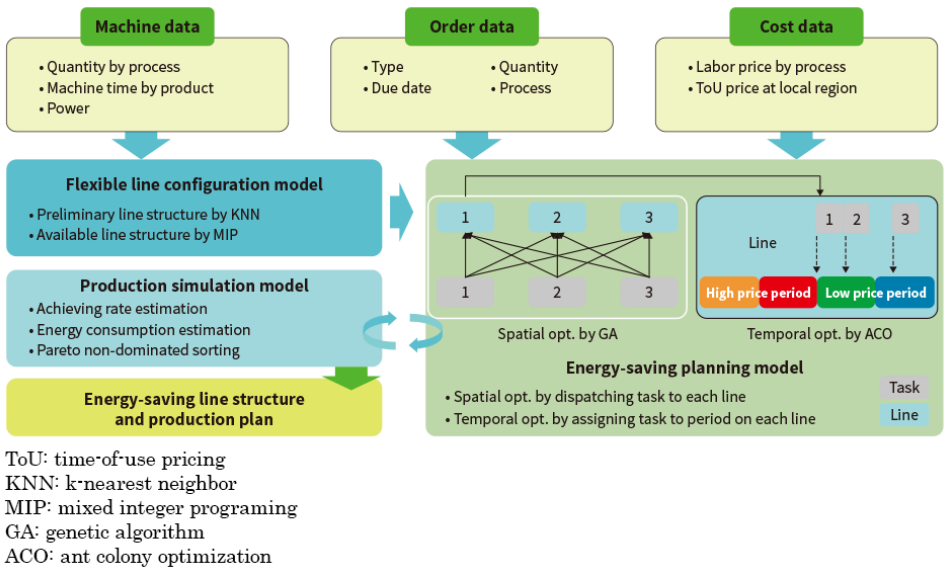 Machine data
• Quantity by process
• Machine time by product
• Power
Order data
• Type
• Quantity
• Due date
• Process
Cost data
• Labor price by process
• ToU price at local region
Flexible line configuration model
• Preliminary line structure by KNN
• Available line structure by MIP
Production simulation model
• Achieving rate estimation
• Energy consumption estimation
• Pareto non-dominated sorting
Energy-saving line structure
and production plan
1 2 3
1 2 3
Spatial opt. by GA
1 2 3
Line
High price period Low price period
Temporal opt. by ACO
Energy-saving planning model
• Spatial opt. by dispatching task to each line
• Temporal opt. by assigning task to period on each line
Task
Line
ToU: time-of-use pricing
KNN: k-nearest neighbor
MIP: mixed integer programing
GA: genetic algorithm
ACO: ant colony optimization